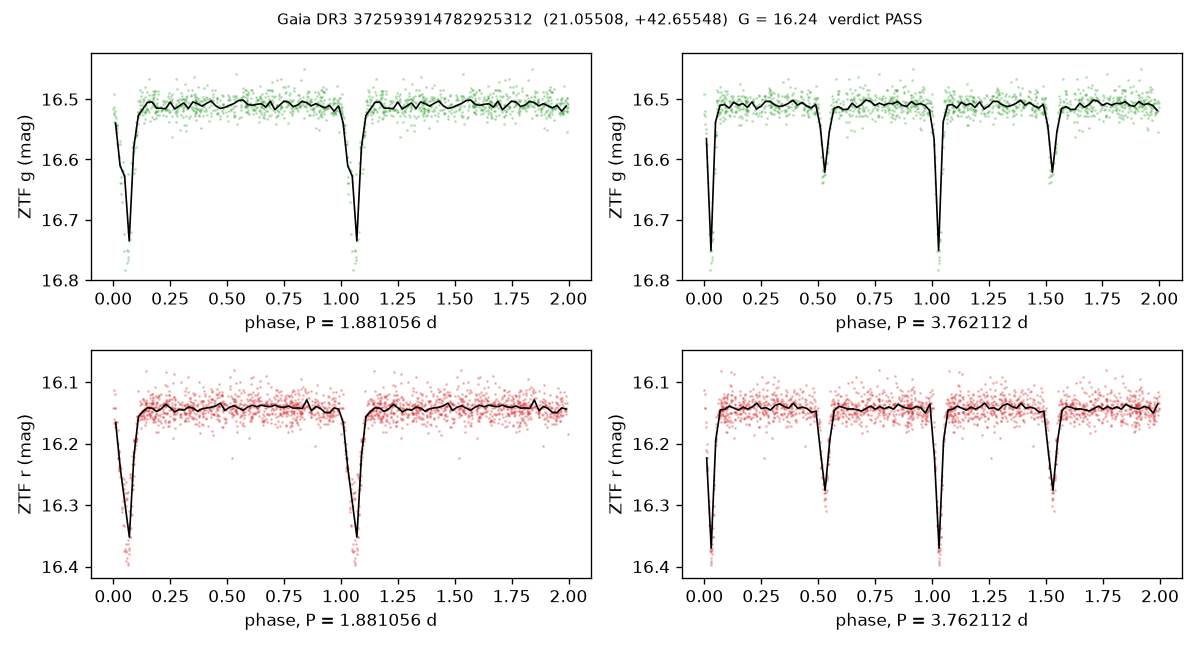 Gaia DR3 372593914782925312 (21.05508, +42.65548) G = 16.24 verdict PASS
ZTF g (mag)
16.5
16.6
16.7
16.8
0.00 0.25 0.50 0.75 1.00 1.25 1.50 1.75 2.00
phase, P = 1.881056 d
ZTF g (mag)
16.5
16.6
16.7
16.8
0.00 0.25 0.50 0.75 1.00 1.25 1.50 1.75 2.00
phase, P = 3.762112 d
ZTF r (mag)
16.1
16.2
16.3
16.4
0.00 0.25 0.50 0.75 1.00 1.25 1.50 1.75 2.00
phase, P = 1.881056 d
ZTF r (mag)
16.1
16.2
16.3
16.4
0.00 0.25 0.50 0.75 1.00 1.25 1.50 1.75 2.00
phase, P = 3.762112 d